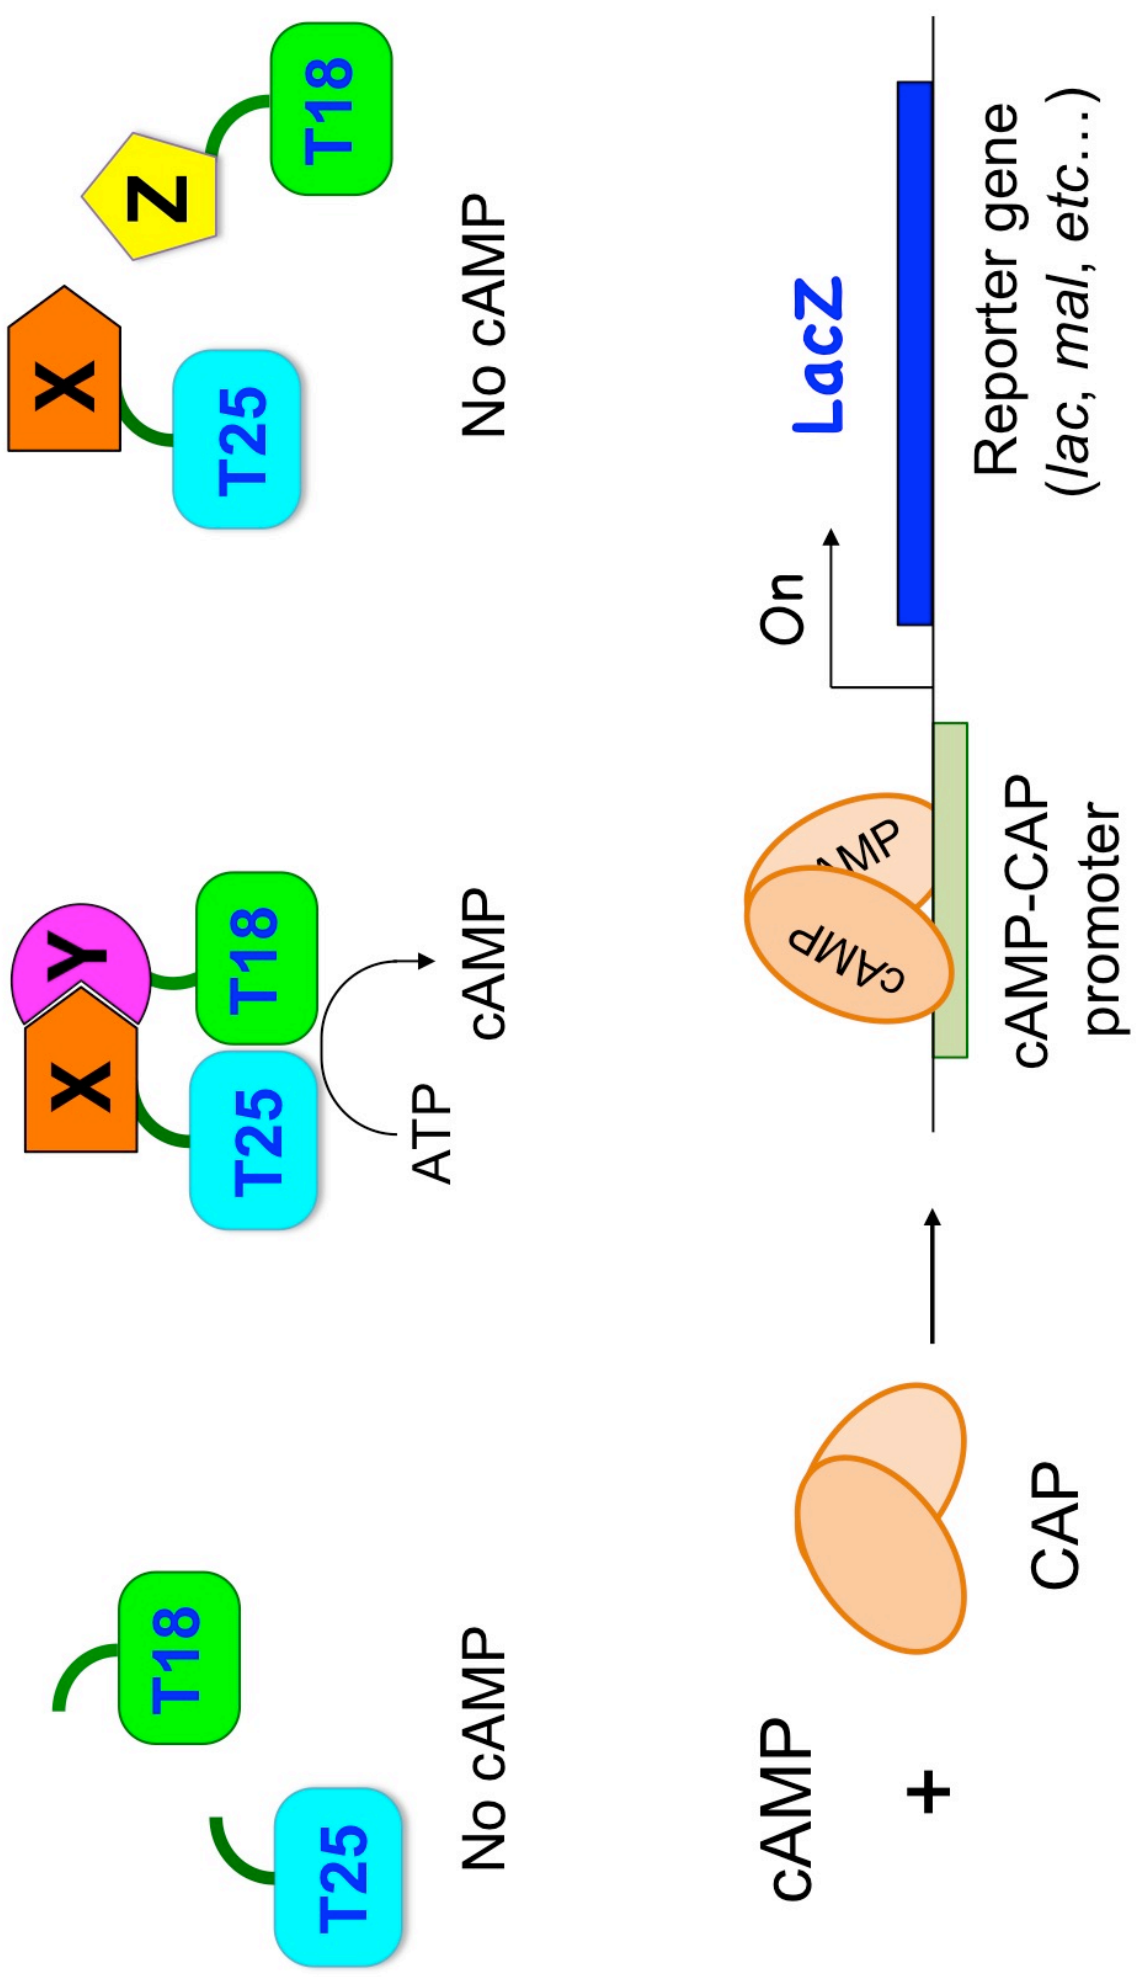 T25
T18
No cAMP
X
Y
T25
T18
ATP
cAMP
X
Z
T25
T18
No cAMP
cAMP
+
CAP
cAMP
AMP
cAMP-CAP
promoter
On
LacZ
Reporter gene
(lac, mal, etc…)